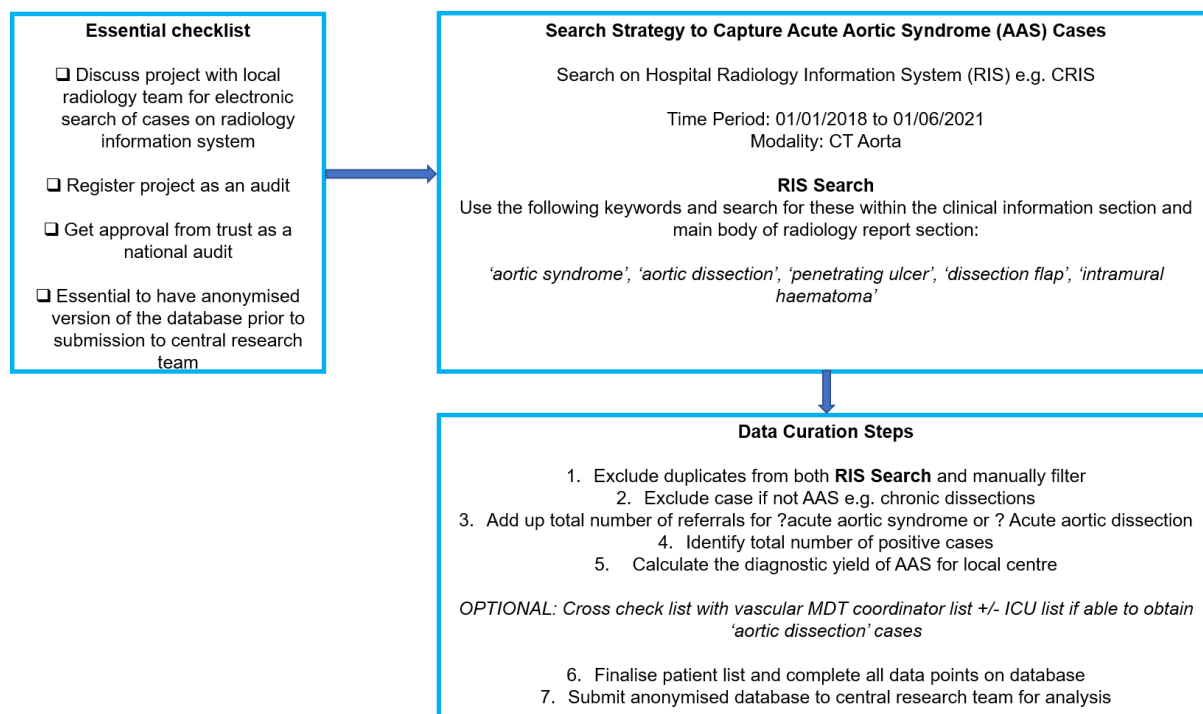 Essential checklist
❑ Discuss project with local
radiology team for electronic
search of cases on radiology
information system
❑ Register project as an audit
❑ Get approval from trust as a
national audit
❑ Essential to have anonymised
version of the database prior to
submission to central research
team
Search Strategy to Capture Acute Aortic Syndrome (AAS) Cases
Search on Hospital Radiology Information System (RIS) e.g. CRIS
Time Period: 01/01/2018 to 01/06/2021
Modality: CT Aorta
RIS Search
Use the following keywords and search for these within the clinical information section and
main body of radiology report section:
‘aortic syndrome’, ‘aortic dissection’, ‘penetrating ulcer’, ‘dissection flap’, ‘intramural
haematoma’
Data Curation Steps
1. Exclude duplicates from both RIS Search and manually filter
2. Exclude case if not AAS e.g. chronic dissections
3. Add up total number of referrals for ?acute aortic syndrome or ? Acute aortic dissection
4. Identify total number of positive cases
5. Calculate the diagnostic yield of AAS for local centre
OPTIONAL: Cross check list with vascular MDT coordinator list +/- ICU list if able to obtain
‘aortic dissection’ cases
6. Finalise patient list and complete all data points on database
7. Submit anonymised database to central research team for analysis